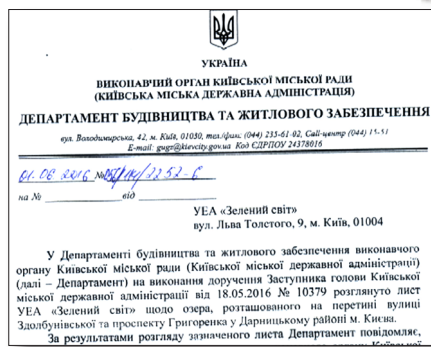 УКРАЇНА
ВИКОНАВЧИЙ ОРГАН КИЇВСЬКОЇ МІСЬКОЇ РАДИ
(КИЇВСЬКА МІСЬКА ДЕРЖАВНА АДМІНІСТРАЦІЯ)
ДЕПАРТАМЕНТ БУДІВНИЦТВА ТА ЖИТЛОВОГО ЗАБЕЗПЕЧЕННЯ
вул. Володимирська, 42, м. Київ, 01030, тел./факс (044) 235-61-02, Call-центр (044) 15-51
E-mail: gugz@kievcity.gov.ua Код ЄДРПОУ 24378016
01.06 2016 № /2252-6
на № від
УЕА «Зелений світ»
вул. Льва Толстого, 9, м. Київ, 01004
У Департаменті будівництва та житлового забезпечення виконавчого
органу Київської міської ради (Київської міської державної адміністрації)
(далі – Департамент) на виконання доручення Заступника голови Київської
міської державної адміністрації від 18.05.2016 № 10379 розглянуто лист
УЕА «Зелений світ» щодо озера, розташованого на перетині вулиці
Здолбунівської та проспекту Григоренка у Дарницькому районі м. Києва.
За результатами розгляду зазначеного листа Департамент повідомляє,